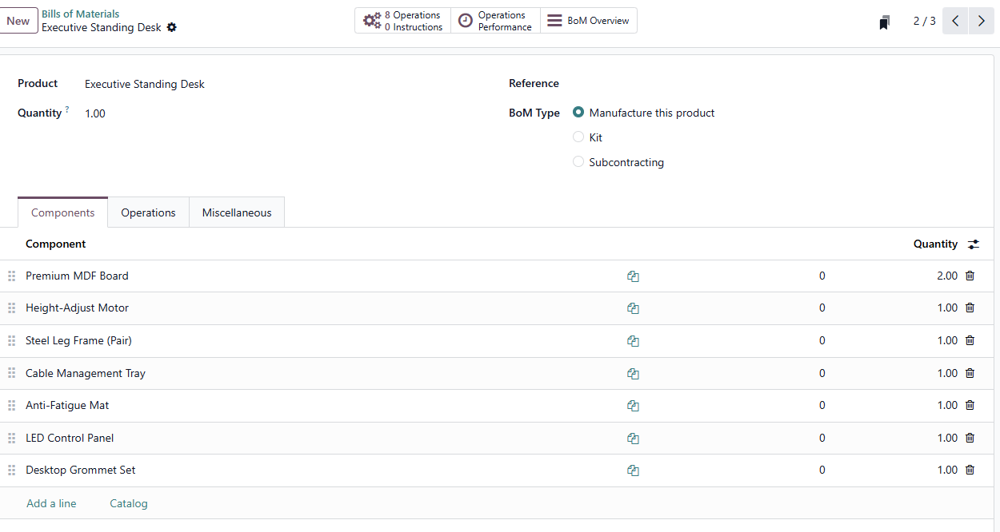 New
Bills of Materials
Executive Standing Desk
8 Operations
0 Instructions
Operations
Performance
BoM Overview
2 / 3
Product Executive Standing Desk
Quantity ? 1.00
Reference
BoM Type Manufacture this product
Kit
Subcontracting
Components Operations Miscellaneous
Component Quantity
Premium MDF Board 0 2.00
Height-Adjust Motor 0 1.00
Steel Leg Frame (Pair) 0 1.00
Cable Management Tray 0 1.00
Anti-Fatigue Mat 0 1.00
LED Control Panel 0 1.00
Desktop Grommet Set 0 1.00
Add a line Catalog